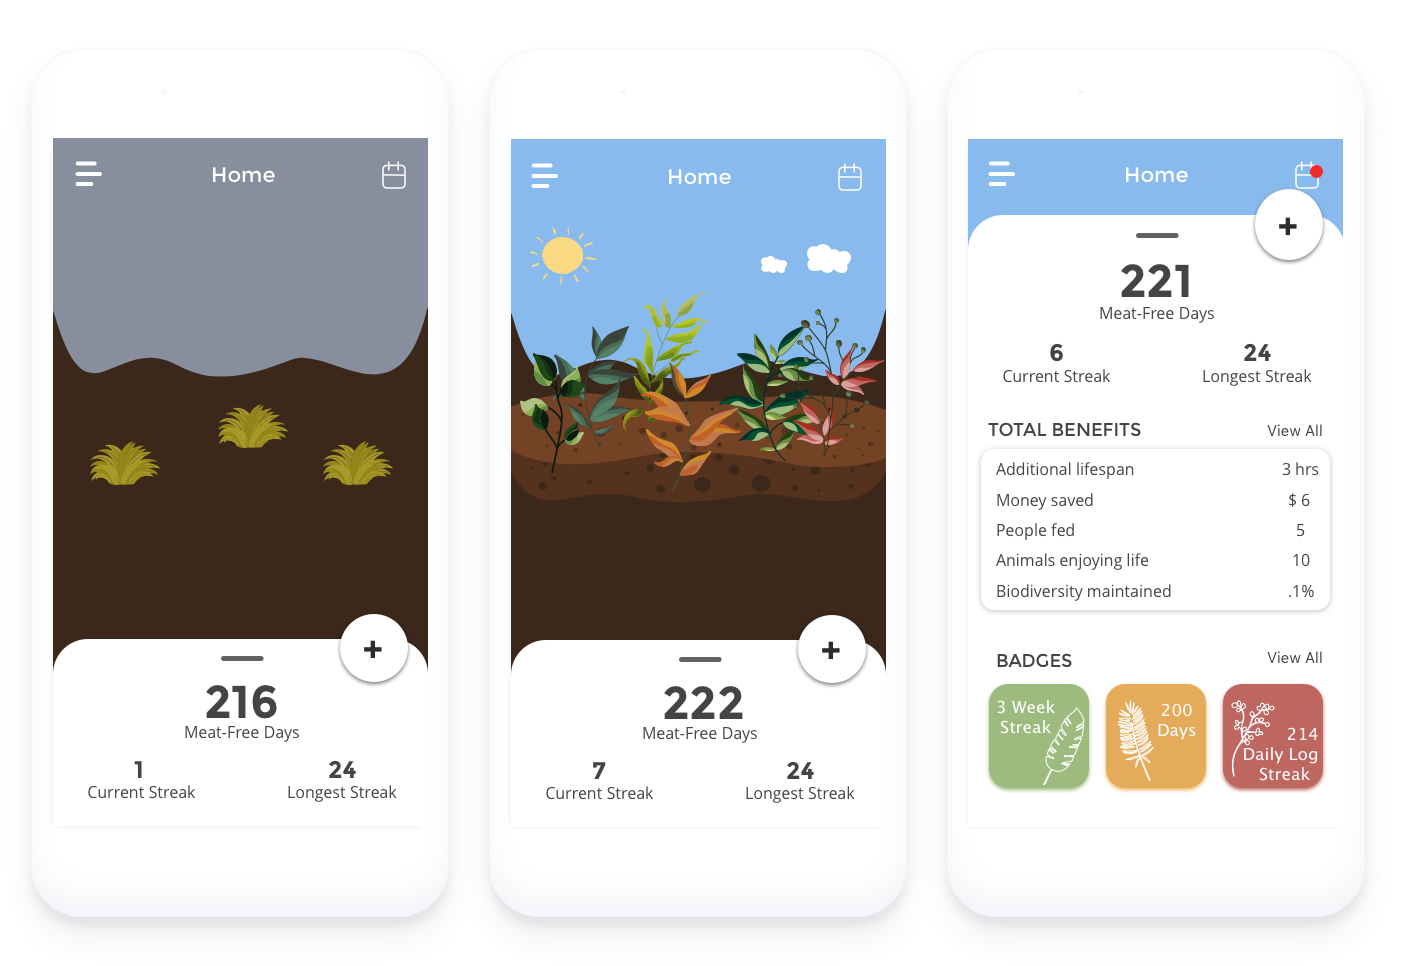 Home
+
216
Meat-Free Days
1
Current Streak
24
Longest Streak
Home
+
222
Meat-Free Days
7
Current Streak
24
Longest Streak
Home
+
221
Meat-Free Days
6
Current Streak
24
Longest Streak
TOTAL BENEFITS View All
Additional lifespan 3 hrs
Money saved $ 6
People fed 5
Animals enjoying life 10
Biodiversity maintained .1%
BADGES View All
3 Week
Streak
200
Days
214
Daily Log
Streak